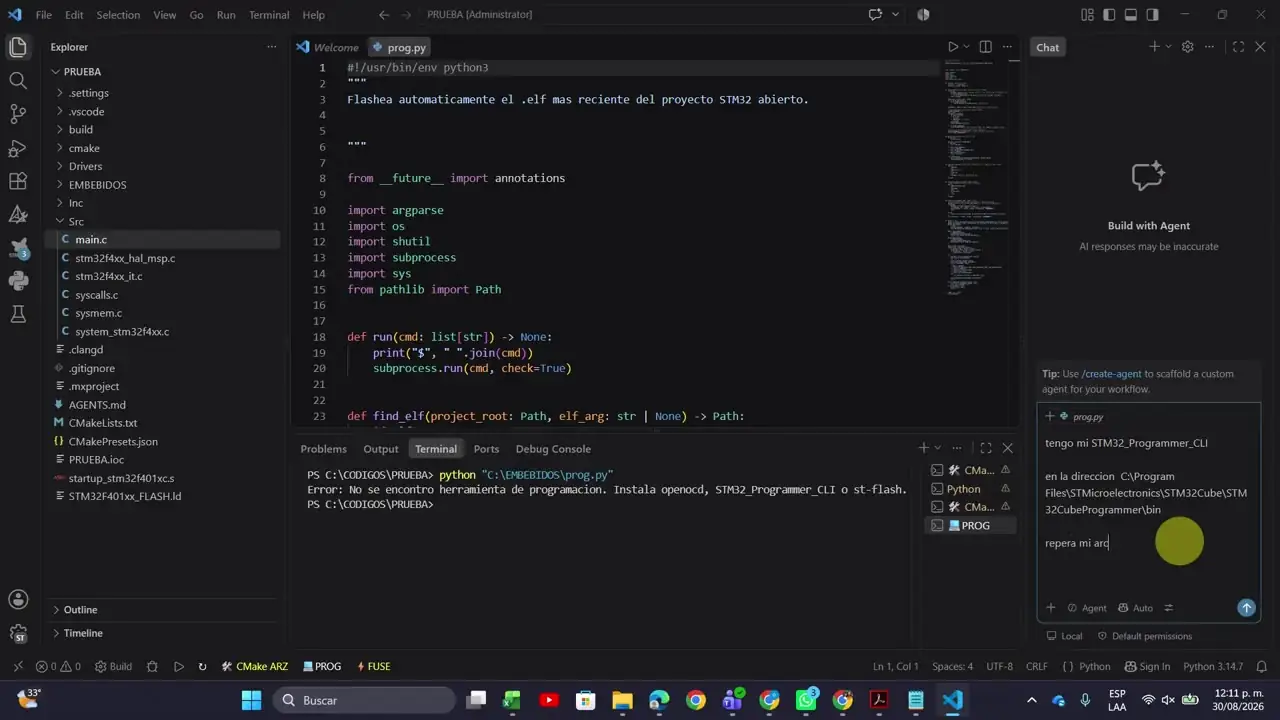 File Edit Selection View Go Run Terminal Help
PRUEBA [Administrator]
Explorer
PRUEBA
.settings
build
cmake
EMBEBIDOS
Inc
Src
main.c
stm32f4xx_hal_msp.c
stm32f4xx_it.c
syscalls.c
sysmem.c
system_stm32f4xx.c
.clangd
.gitignore
.mxproject
AGENTS.md
CMakeLists.txt
CMakePresets.json
PRUEBA.ioc
startup_stm32f401xc.s
STM32F401xx_FLASH.ld
Outline
Timeline
Welcome prog.py
1 #!/usr/bin/env python3
2 """
3 Flash automaticamente el firmware STM32 del proyecto actualmente abierto.
4
5
6 """
7
8 from __future__ import annotations
9
10 import argparse
11 import os
12 import shutil
13 import subprocess
14 import sys
15 from pathlib import Path
16
17
18 def run(cmd: list[str]) -> None:
19 print("$", " ".join(cmd))
20 subprocess.run(cmd, check=True)
21
22
23 def find_elf(project_root: Path, elf_arg: str | None) -> Path:
Problems Output Terminal Ports Debug Console
PS C:\CODIGOS\PRUEBA> python "C:\EMBEBIDOS\prog.py"
Error: No se encontro herramienta de programacion. Instala openocd, STM32_Programmer_CLI o st-flash.
PS C:\CODIGOS\PRUEBA>
CMa...
Python
CMa...
PROG
Chat
Build with Agent
AI responses may be inaccurate
Tip: Use /create-agent to scaffold a custom
agent for your workflow.
prog.py
tengo mi STM32_Programmer_CLI
en la direccion C:\Program
Files\STMicroelectronics\STM32Cube\STM
32CubeProgrammer\bin
repera mi arc
Agent Auto
Local Default permissions
0 0 Build CMake ARZ PROG FUSE
Ln 1, Col 1 Spaces: 4 UTF-8 CRLF Python Sign In Python 3.14.7
33°
Buscar
3
ESP
LAA
12:11 p. m.
30/08/2026